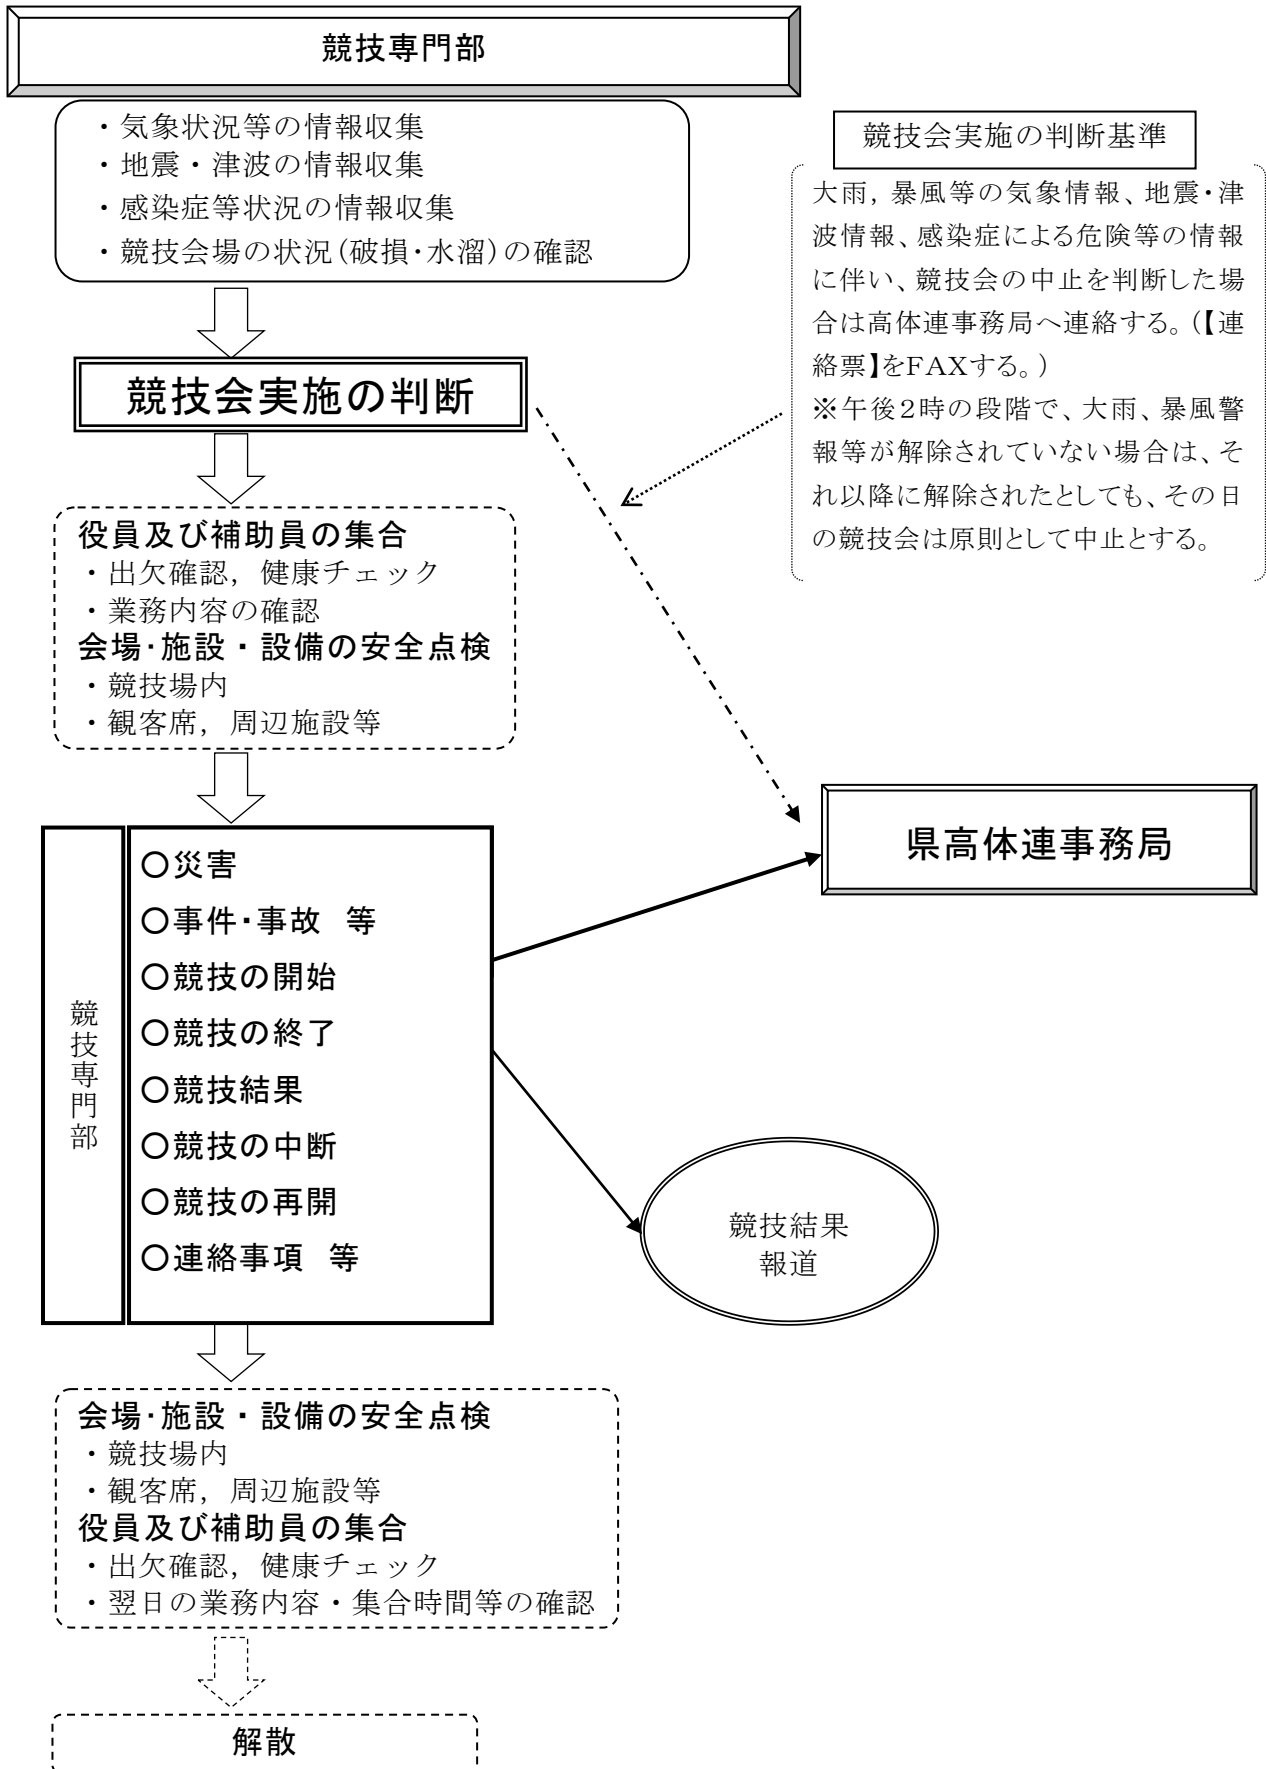 競技専門部
・気象状況等の情報収集
・地震・津波の情報収集
・感染症等状況の情報収集
・競技会場の状況(破損・水溜)の確認
競技会実施の判断基準
大雨,暴風等の気象情報、地震・津
波情報、感染症による危険等の情報
に伴い、競技会の中止を判断した場
合は高体連事務局へ連絡する。(【連
絡票】をFAXする。)
※午後2時の段階で、大雨、暴風警
報等が解除されていない場合は、そ
れ以降に解除されたとしても、その日
の競技会は原則として中止とする。
競技会実施の判断
役員及び補助員の集合
・出欠確認，健康チェック
・業務内容の確認
会場・施設・設備の安全点検
・競技場内
・観客席，周辺施設等
県高体連事務局
競技専門部
〇災害
〇事件・事故　等
〇競技の開始
〇競技の終了
〇競技結果
〇競技の中断
〇競技の再開
〇連絡事項　等
競技結果
報道
会場・施設・設備の安全点検
・競技場内
・観客席，周辺施設等
役員及び補助員の集合
・出欠確認，健康チェック
・翌日の業務内容・集合時間等の確認
解散